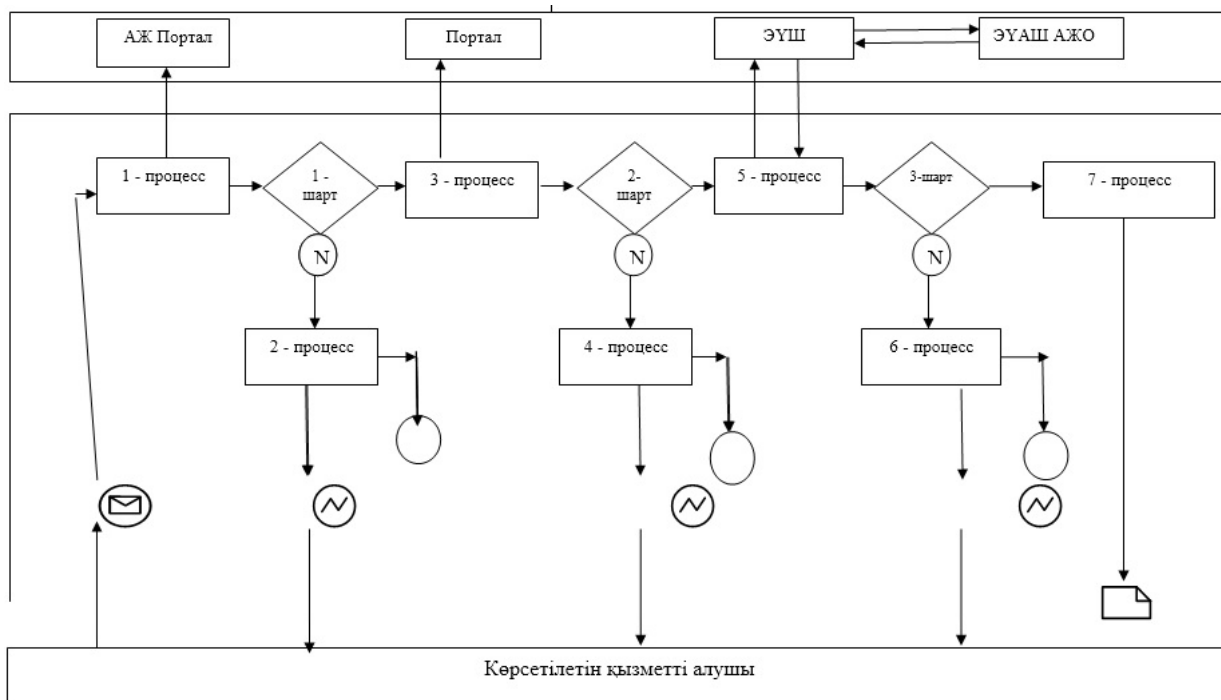 АЖ Портал
Портал
ЭҮШ
ЭҮАШ АЖО
1 - процесс
1 -
шарт
3 - процесс
2-
шарт
5 - процесс
3-шарт
7 - процесс
N
N
N
2 - процесс
4 - процесс
6 - процесс
Көрсетілетін қызметті алушы